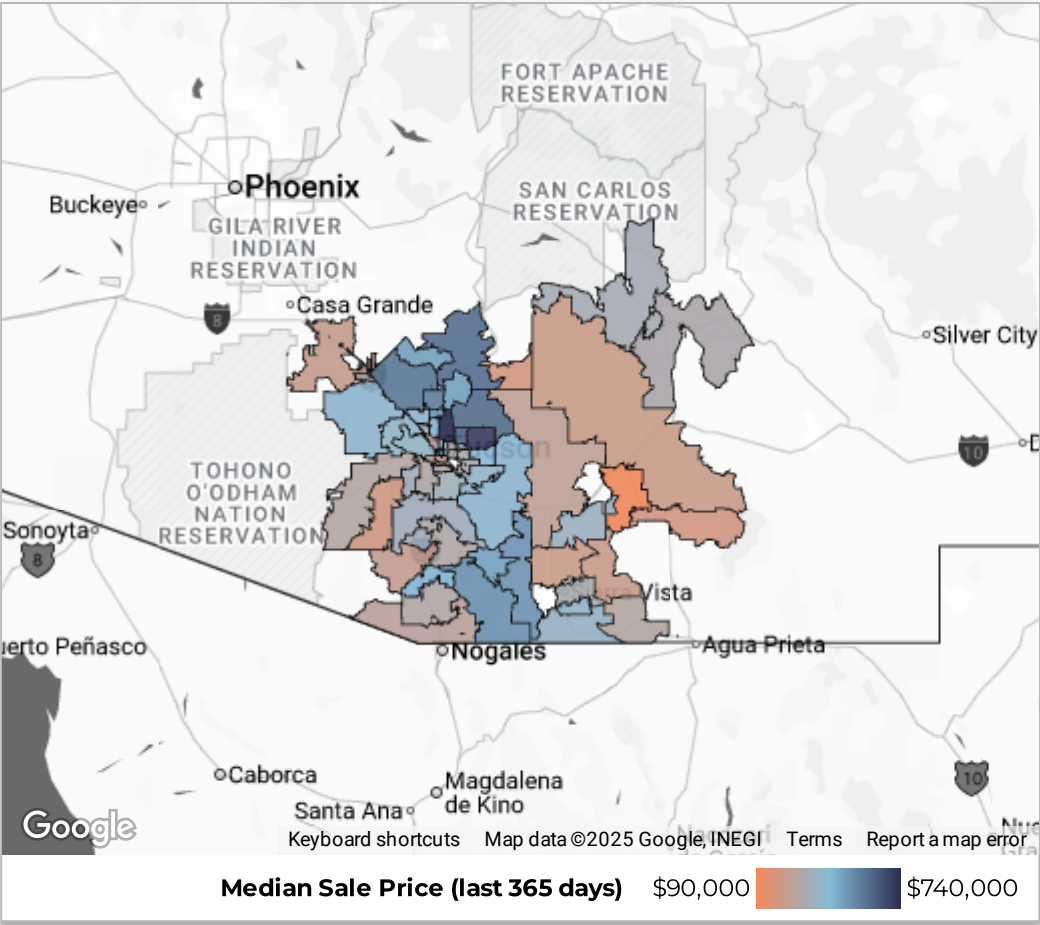 FORT APACHE
RESERVATION
SAN CARLOS
RESERVATION
Phoenix
Buckeye
GILA RIVER
INDIAN
RESERVATION
Casa Grande
8
Silver City
10
TOHONO
O'ODHAM
NATION
RESERVATION
Sonoyta
8
Vista
Nogales
Agua Prieta
Peñasco
Caborca
Magdalena
de Kino
Santa Ana
10
Google
Keyboard shortcuts Map data ©2025 Google, INEGI Terms Report a map error
Median Sale Price (last 365 days) $90,000 $740,000